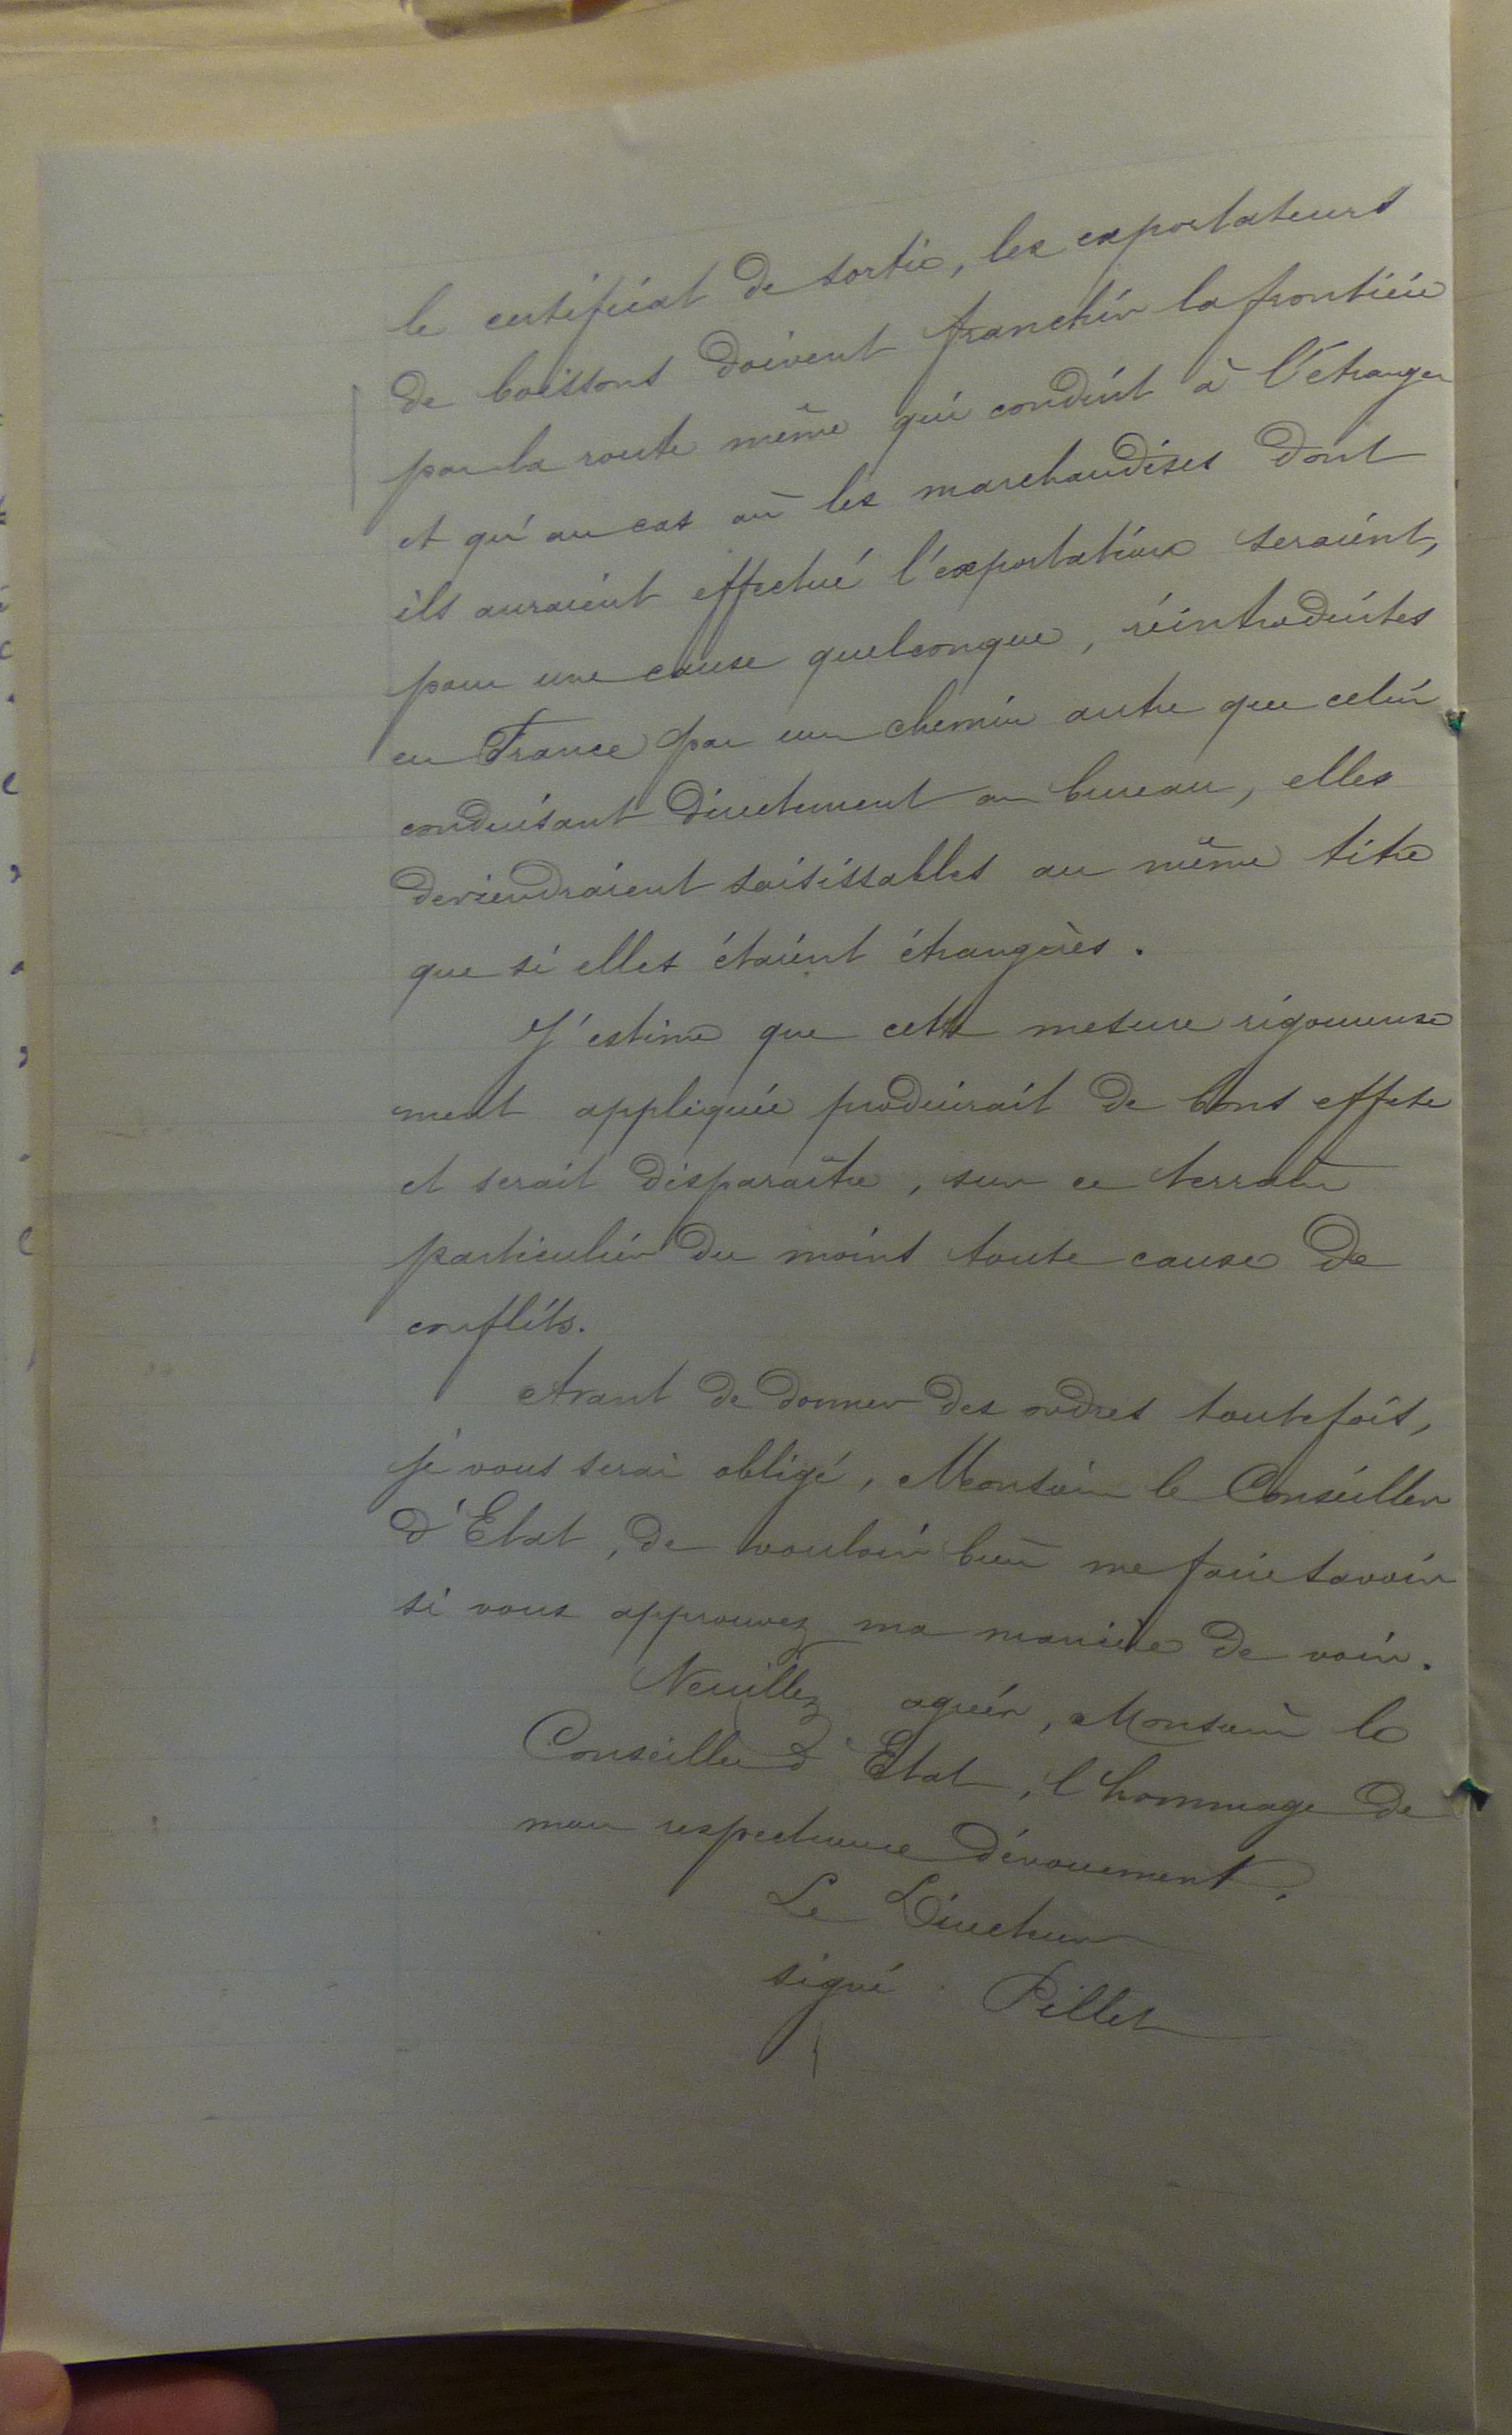 le certificat de sortie, les exportateurs
de boissons doivent franchir la frontière
par la route même qui conduit à l'étranger
et qu'au cas où les marchandises dont
ils auraient effectué l'exportation seraient,
pour une cause quelconque, réintroduites
en France par un chemin autre que celui
conduisant directement au bureau, elles
deviendraient saisissables au même titre
que si elles étaient étrangères.
J'estime que cette mesure rigoureuse
ment appliquée produirait de bons effets
et serait disparaître, sur ce terrain
particulier du moins toute cause de
conflits.
Avant de donner des ordres toutefois,
je vous serai obligé, Monsieur le Conseiller
d'Etat, de vouloir bien me faire savoir
si vous approuvez ma manière de voir.
Veuillez agréer, Monsieur le
Conseiller d'Etat, l'hommage de
mon respectueux dévouement.
Le Directeur
signé Pillet